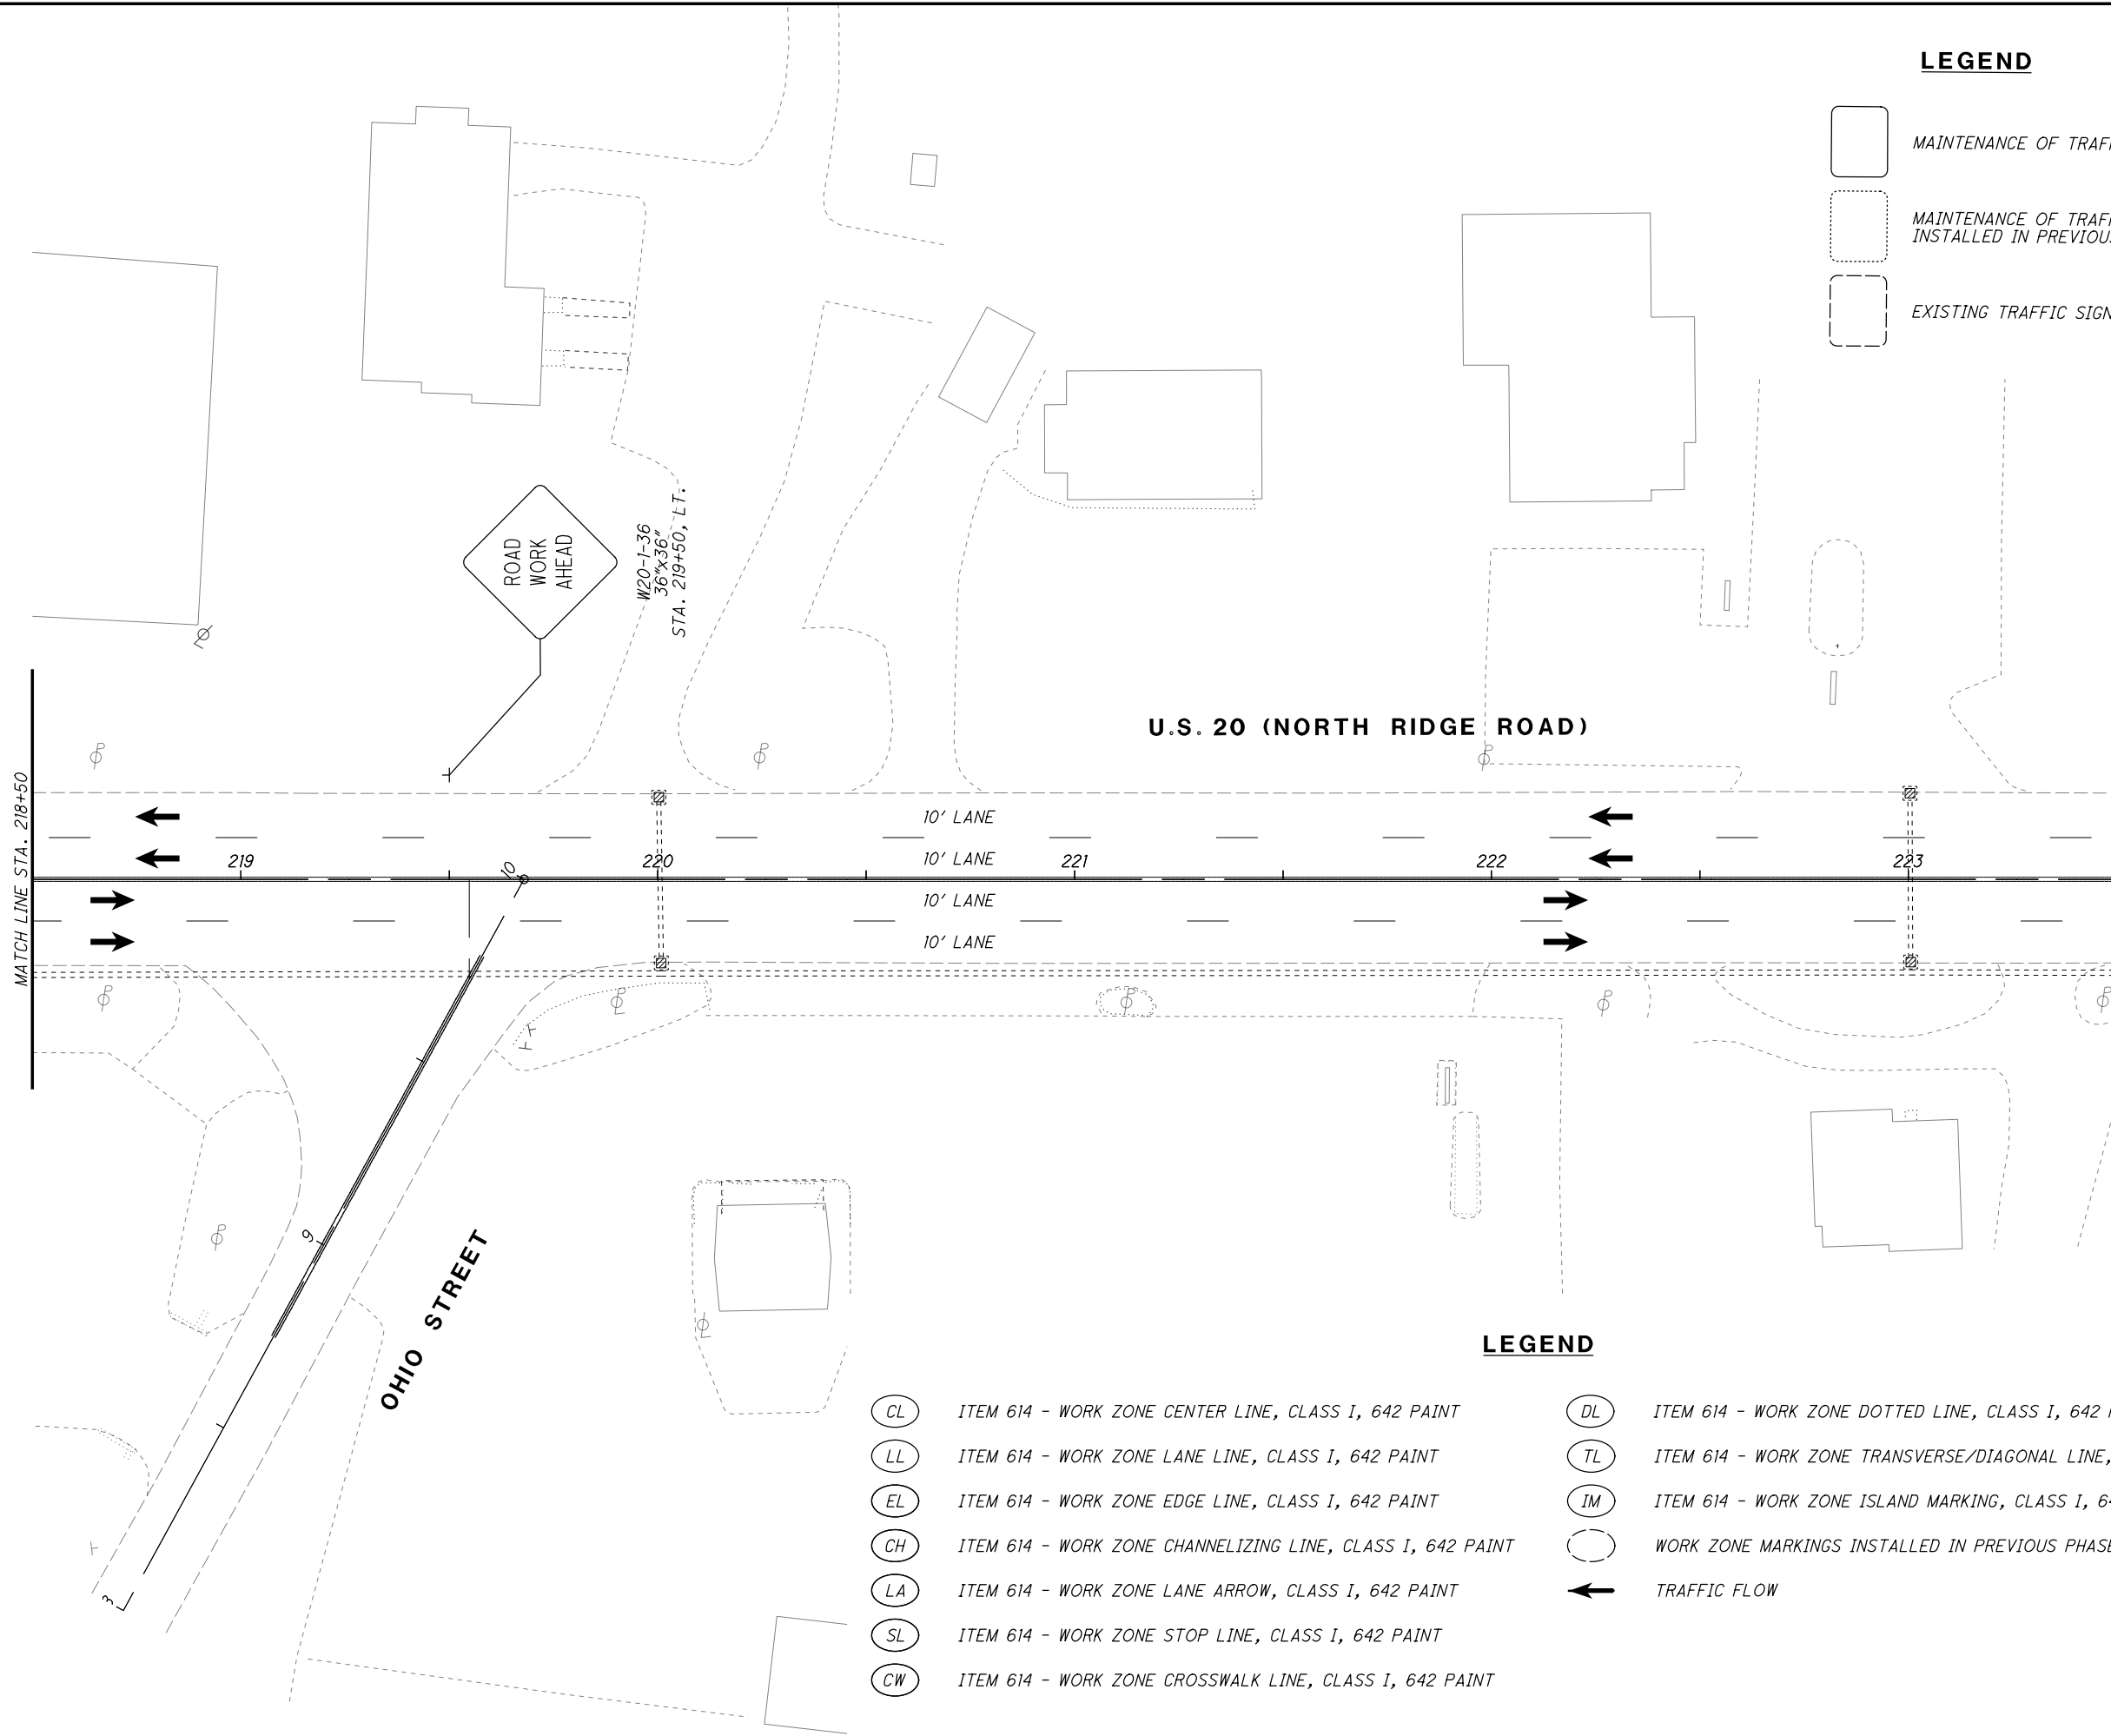 LEGEND
MAINTENANCE OF TRAF
MAINTENANCE OF TRAF
INSTALLED IN PREVIOUS
EXISTING TRAFFIC SIGN
ROAD
WORK
AHEAD
W20-1-36
36"x36"
STA. 219+50, LT.
U.S. 20 (NORTH RIDGE ROAD)
MATCH LINE STA. 218+50
10' LANE
10' LANE
219
220
221
222
223
10
10' LANE
10' LANE
9
3
OHIO STREET
LEGEND
CL ITEM 614 - WORK ZONE CENTER LINE, CLASS I, 642 PAINT
LL ITEM 614 - WORK ZONE LANE LINE, CLASS I, 642 PAINT
EL ITEM 614 - WORK ZONE EDGE LINE, CLASS I, 642 PAINT
CH ITEM 614 - WORK ZONE CHANNELIZING LINE, CLASS I, 642 PAINT
LA ITEM 614 - WORK ZONE LANE ARROW, CLASS I, 642 PAINT
SL ITEM 614 - WORK ZONE STOP LINE, CLASS I, 642 PAINT
CW ITEM 614 - WORK ZONE CROSSWALK LINE, CLASS I, 642 PAINT
DL ITEM 614 - WORK ZONE DOTTED LINE, CLASS I, 642
TL ITEM 614 - WORK ZONE TRANSVERSE/DIAGONAL LINE,
IM ITEM 614 - WORK ZONE ISLAND MARKING, CLASS I, 6
WORK ZONE MARKINGS INSTALLED IN PREVIOUS PHASE
TRAFFIC FLOW